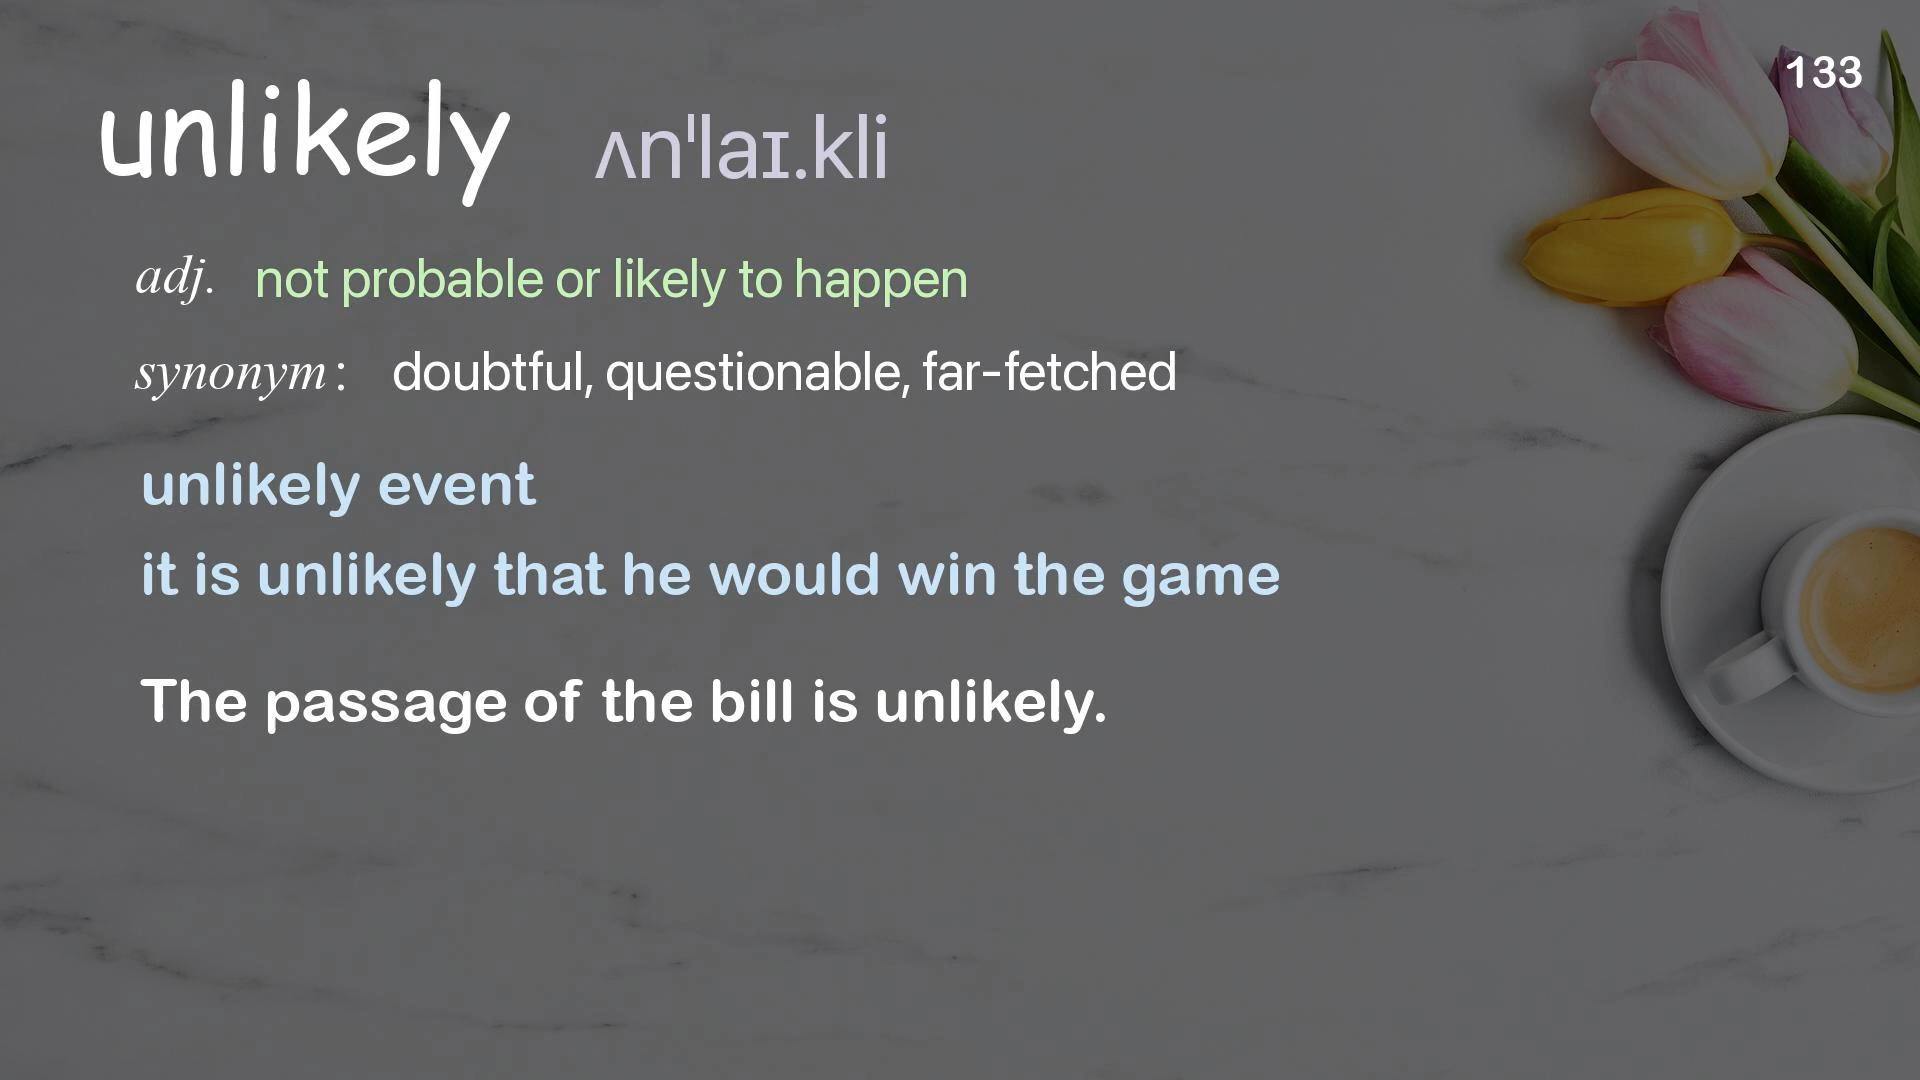 133
unlikely ʌnˈlaɪ.kli
adj. not probable or likely to happen
synonym: doubtful, questionable, far-fetched
unlikely event
it is unlikely that he would win the game
The passage of the bill is unlikely.